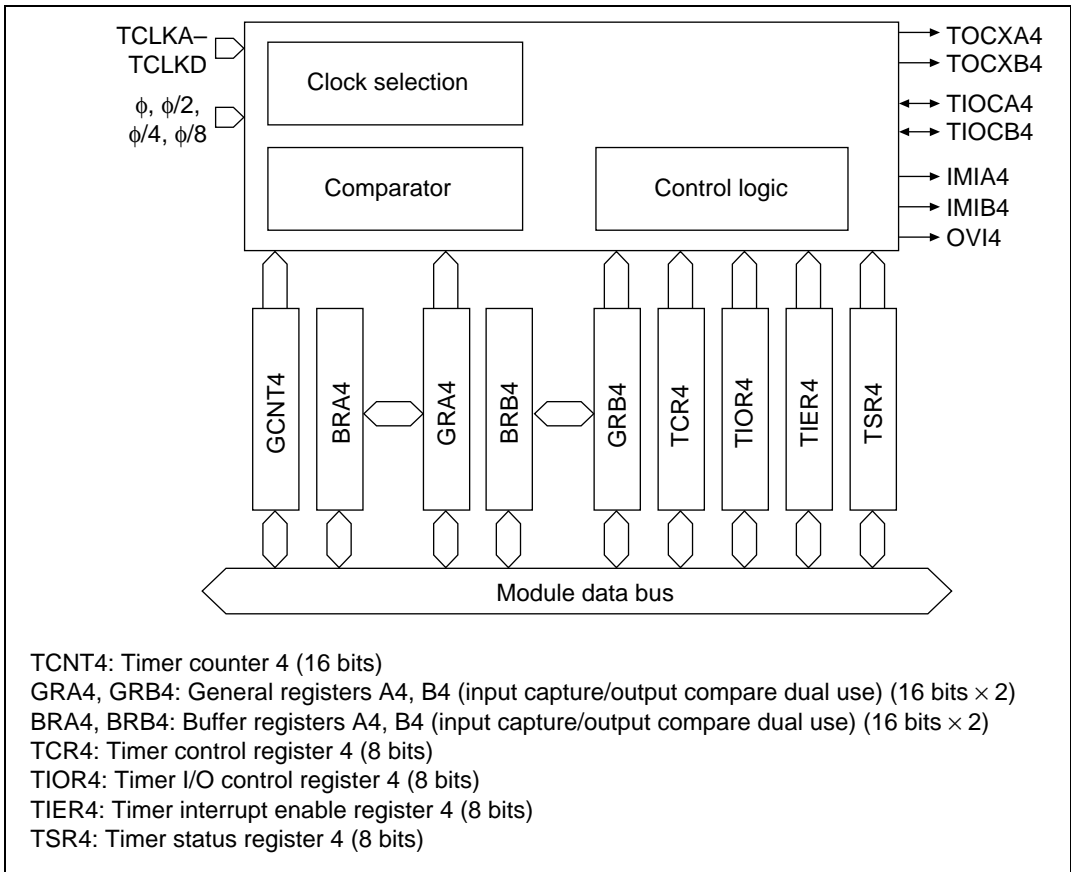 TCLKA–
TCLKD
ϕ, ϕ/2,
ϕ/4, ϕ/8
Clock selection
Comparator
Control logic
TOCXA4
TOCXB4
TIOCA4
TIOCB4
IMIA4
IMIB4
OVI4
GCNT4
BRA4
GRA4
BRB4
GRB4
TCR4
TIOR4
TIER4
TSR4
Module data bus
TCNT4: Timer counter 4 (16 bits)
GRA4, GRB4: General registers A4, B4 (input capture/output compare dual use) (16 bits × 2)
BRA4, BRB4: Buffer registers A4, B4 (input capture/output compare dual use) (16 bits × 2)
TCR4: Timer control register 4 (8 bits)
TIOR4: Timer I/O control register 4 (8 bits)
TIER4: Timer interrupt enable register 4 (8 bits)
TSR4: Timer status register 4 (8 bits)